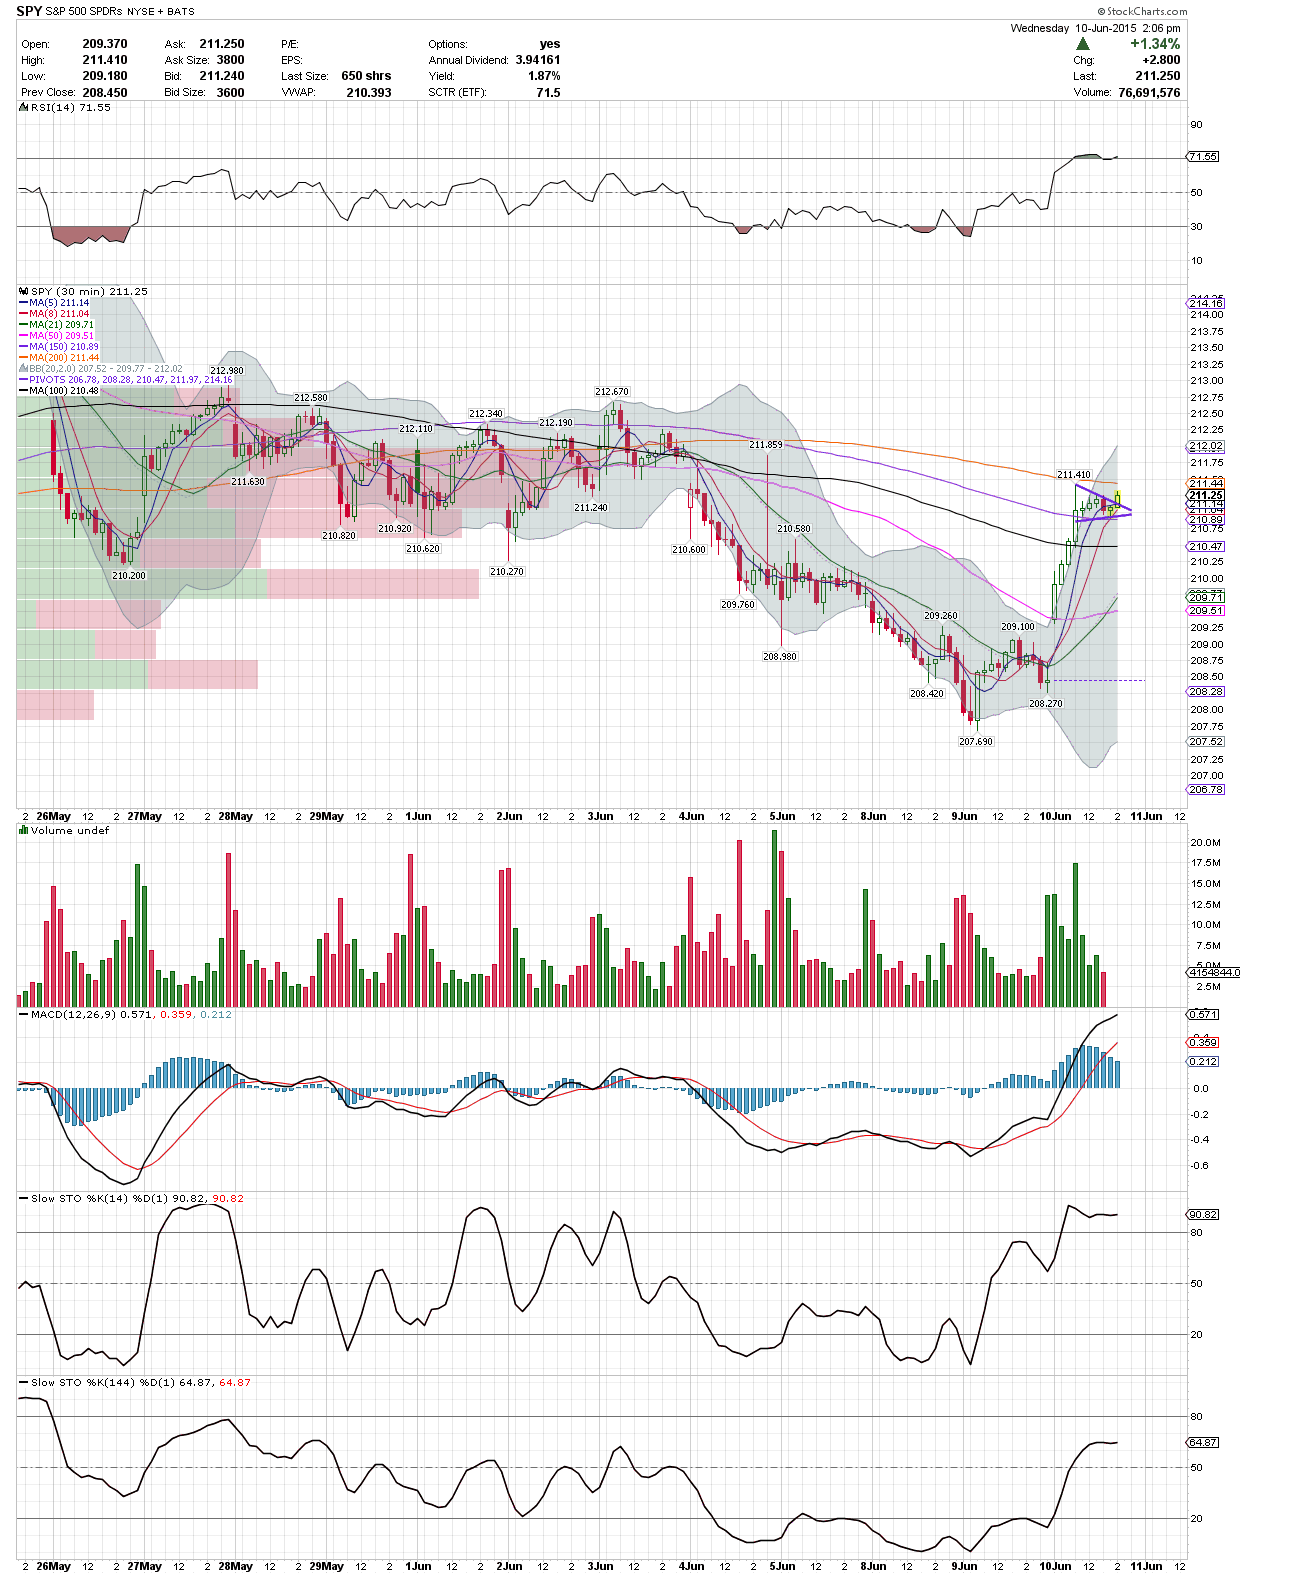 SPY S&P 500 SPDRs NYSE + BATS
© StockCharts.com
Wednesday 10-Jun-2015 2:06 pm
Open: 209.370 Ask: 211.250 P/E: Options: yes +1.34%
High: 211.410 Ask Size: 3800 EPS: Annual Dividend: 3.94161 Chg: +2.800
Low: 209.180 Bid: 211.240 Last Size: 650 shrs Yield: 1.87% Last: 211.250
Prev Close: 208.450 Bid Size: 3600 VWAP: 210.393 SCTR (ETF): 71.5 Volume: 76,691,576
RSI(14) 71.55
90
71.55
50
30
10
SPY (30 min) 211.25
MA(5) 211.14
MA(8) 211.04
MA(21) 209.71
MA(50) 209.51
MA(150) 210.89
MA(200) 211.44
BB(20,2.0) 207.52 - 209.77 - 212.02
PIVOTS 206.78, 208.28, 210.47, 211.97, 214.16
MA(100) 210.48
212.980
212.580
212.110
212.340
212.190
212.670
211.859
211.410
211.630
210.820
210.920
210.620
210.270
211.240
210.600
210.580
210.200
209.760
208.980
209.260
209.100
208.420
208.270
207.690
214.16
214.00
213.75
213.50
213.25
213.00
212.75
212.50
212.25
212.02
211.75
211.44
211.25
211.14
210.89
210.75
210.47
210.25
210.00
209.71
209.51
209.25
209.00
208.75
208.50
208.28
208.00
207.75
207.52
207.25
207.00
206.78
2 26May 12 2 27May 12 2 28May 12 2 29May 12 2 1Jun 12 2 2Jun 12 2 3Jun 12 2 4Jun 12 2 5Jun 12 2 8Jun 12 2 9Jun 12 2 10Jun 12 2 11Jun 12
Volume undef
20.0M
17.5M
15.0M
12.5M
10.0M
7.5M
5.0M
4154844.0
2.5M
MACD(12,26,9) 0.571, 0.359, 0.212
0.571
0.359
0.212
0.0
-0.2
-0.4
-0.6
Slow STO %K(14) %D(1) 90.82, 90.82
90.82
80
50
20
Slow STO %K(144) %D(1) 64.87, 64.87
80
64.87
50
20
2 26May 12 2 27May 12 2 28May 12 2 29May 12 2 1Jun 12 2 2Jun 12 2 3Jun 12 2 4Jun 12 2 5Jun 12 2 8Jun 12 2 9Jun 12 2 10Jun 12 2 11Jun 12